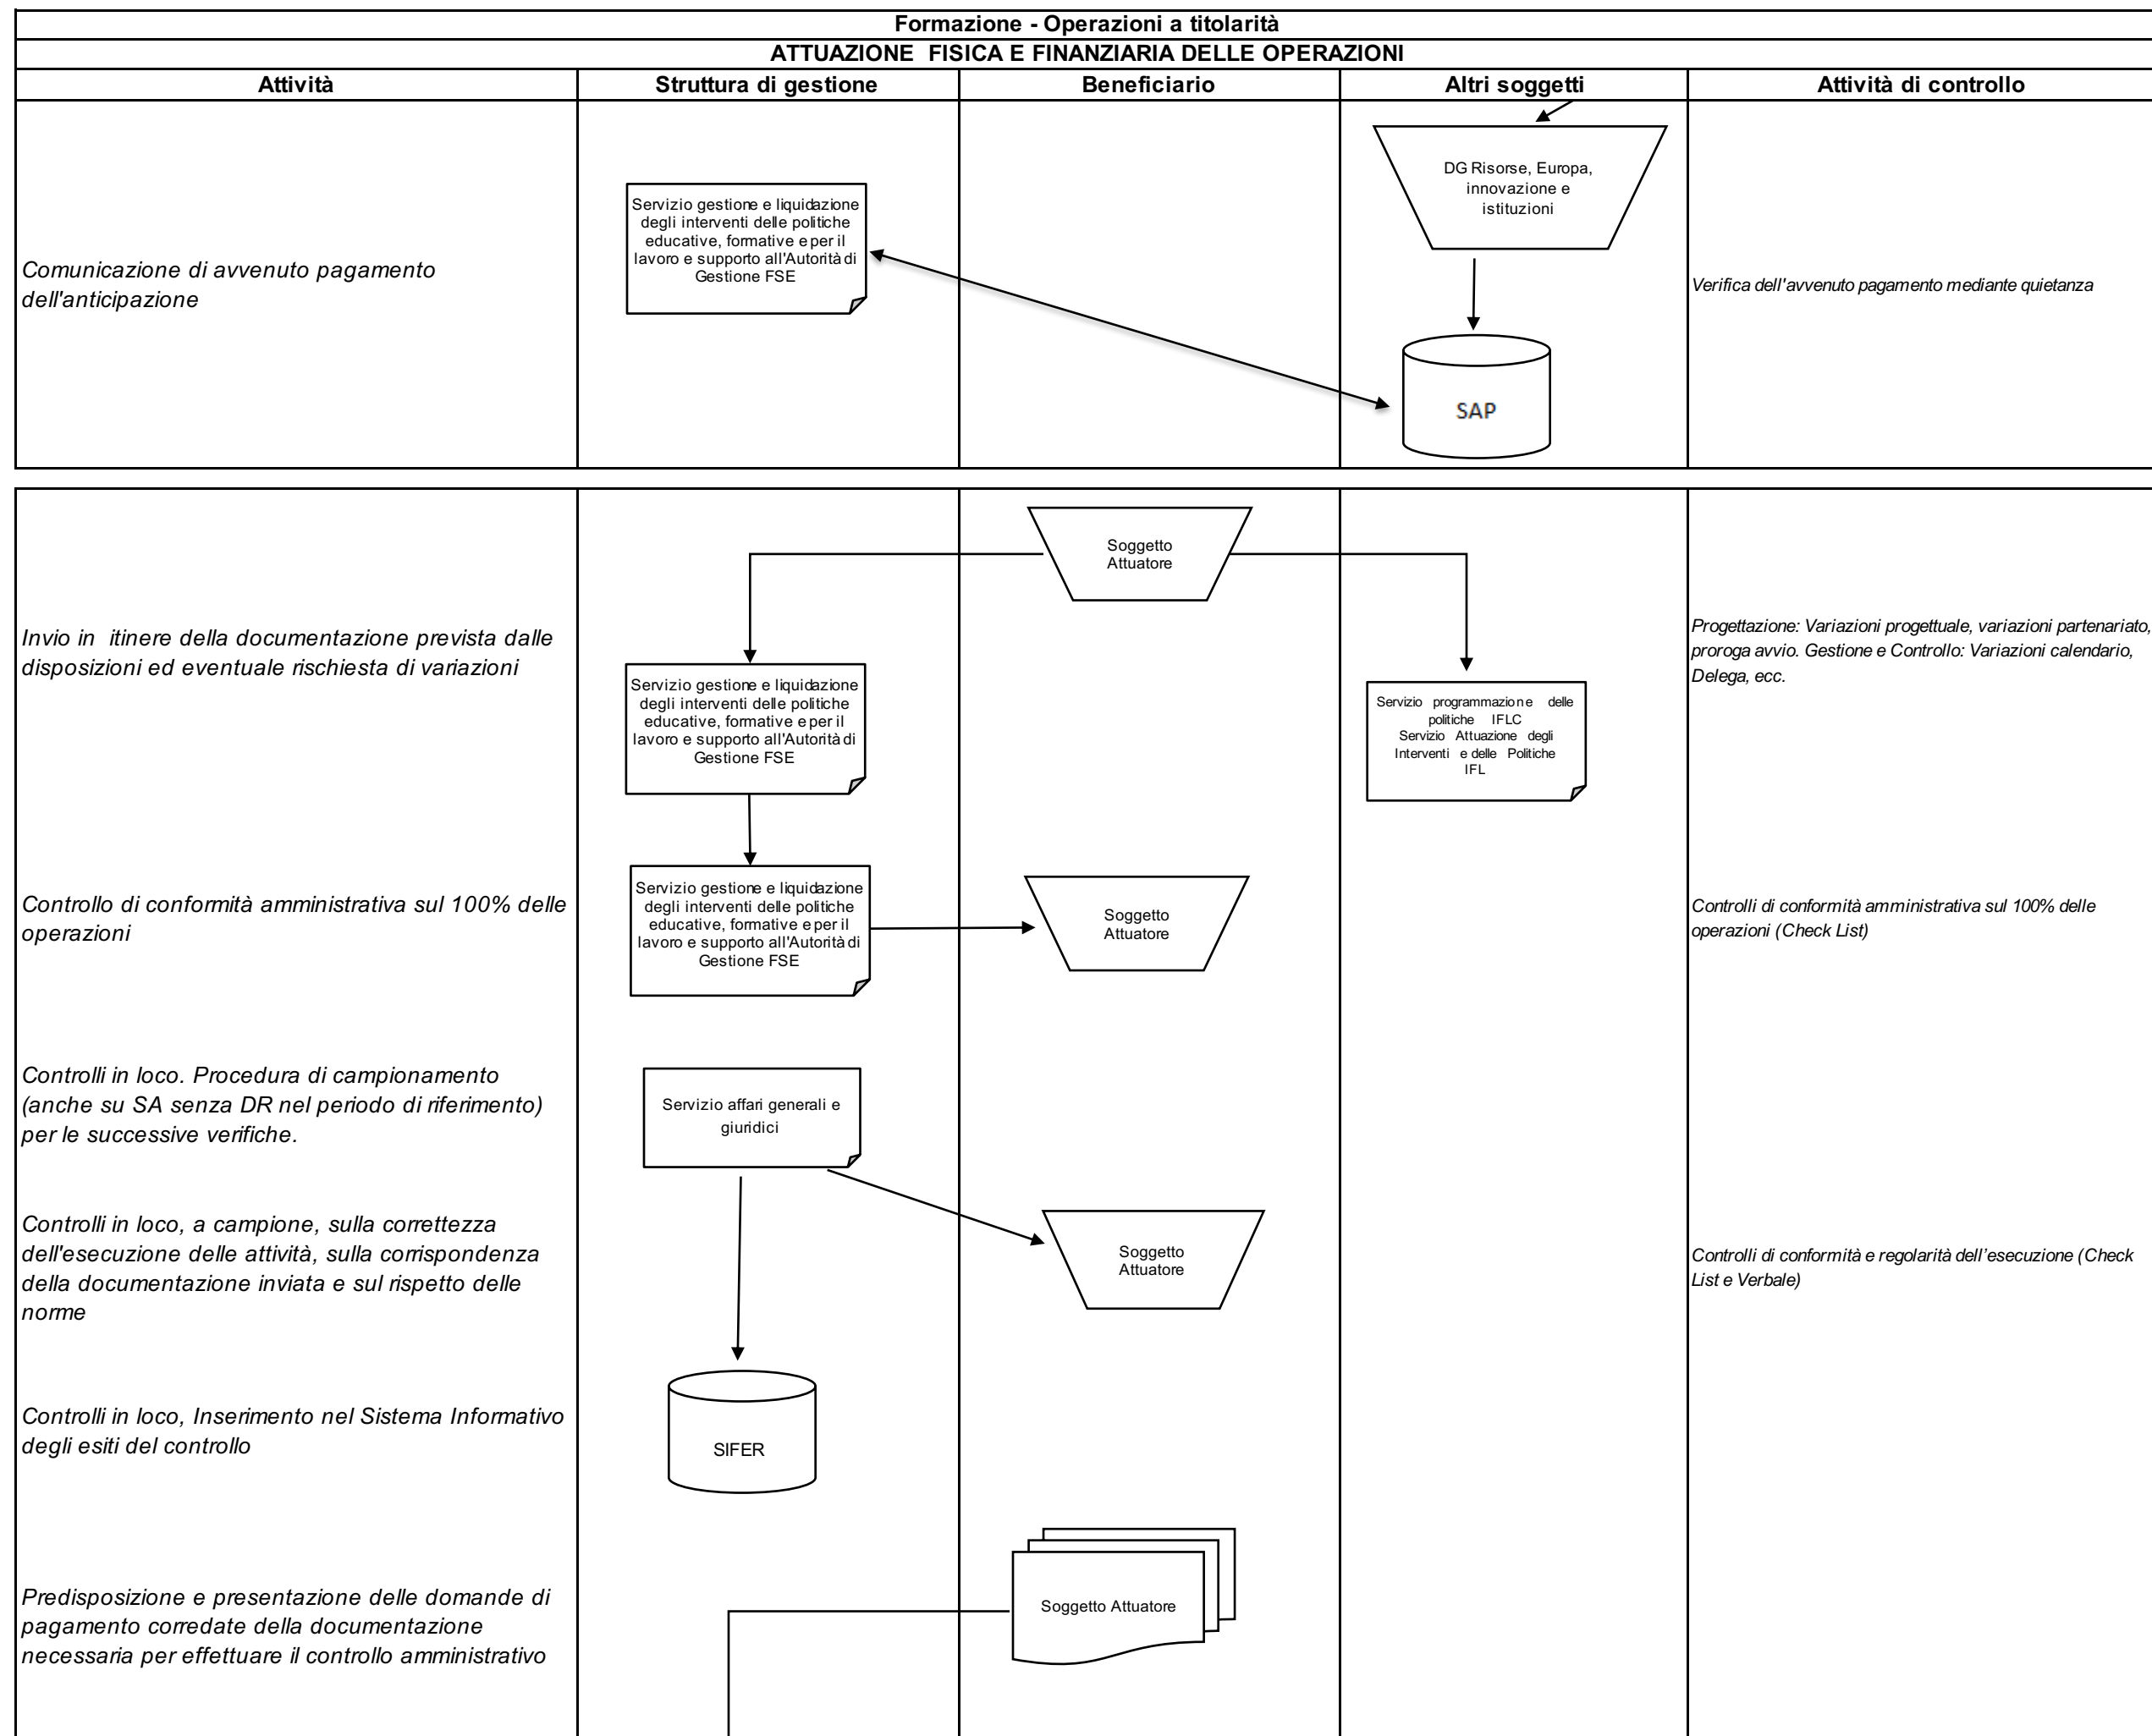 Formazione - Operazioni a titolarità
ATTUAZIONE  FISICA E FINANZIARIA DELLE OPERAZIONI
Attività
Struttura di gestione
Beneficiario
Altri soggetti
Attività di controllo
Comunicazione di avvenuto pagamento
dell'anticipazione
Servizio gestione e liquidazione
degli interventi delle politiche
educative, formative e per il
lavoro e supporto all'Autorità di
Gestione FSE
DG Risorse, Europa,
innovazione e
istituzioni
SAP
Verifica dell'avvenuto pagamento mediante quietanza
Soggetto
Attuatore
Invio in  itinere della documentazione prevista dalle
disposizioni ed eventuale rischiesta di variazioni
Servizio gestione e liquidazione
degli interventi delle politiche
educative, formative e per il
lavoro e supporto all'Autorità di
Gestione FSE
Servizio programmazione delle
politiche IFLC
Servizio Attuazione degli
Interventi e delle Politiche
IFL
Progettazione: Variazioni progettuale, variazioni partenariato,
proroga avvio. Gestione e Controllo: Variazioni calendario,
Delega, ecc.
Controllo di conformità amministrativa sul 100% delle
operazioni
Servizio gestione e liquidazione
degli interventi delle politiche
educative, formative e per il
lavoro e supporto all'Autorità di
Gestione FSE
Soggetto
Attuatore
Controlli di conformità amministrativa sul 100% delle
operazioni (Check List)
Controlli in loco. Procedura di campionamento
(anche su SA senza DR nel periodo di riferimento)
per le successive verifiche.
Servizio affari generali e
giuridici
Controlli in loco, a campione, sulla correttezza
dell'esecuzione delle attività, sulla corrispondenza
della documentazione inviata e sul rispetto delle
norme
Soggetto
Attuatore
Controlli di conformità e regolarità dell’esecuzione (Check
List e Verbale)
Controlli in loco, Inserimento nel Sistema Informativo
degli esiti del controllo
SIFER
Predisposizione e presentazione delle domande di
pagamento corredate della documentazione
necessaria per effettuare il controllo amministrativo
Soggetto Attuatore